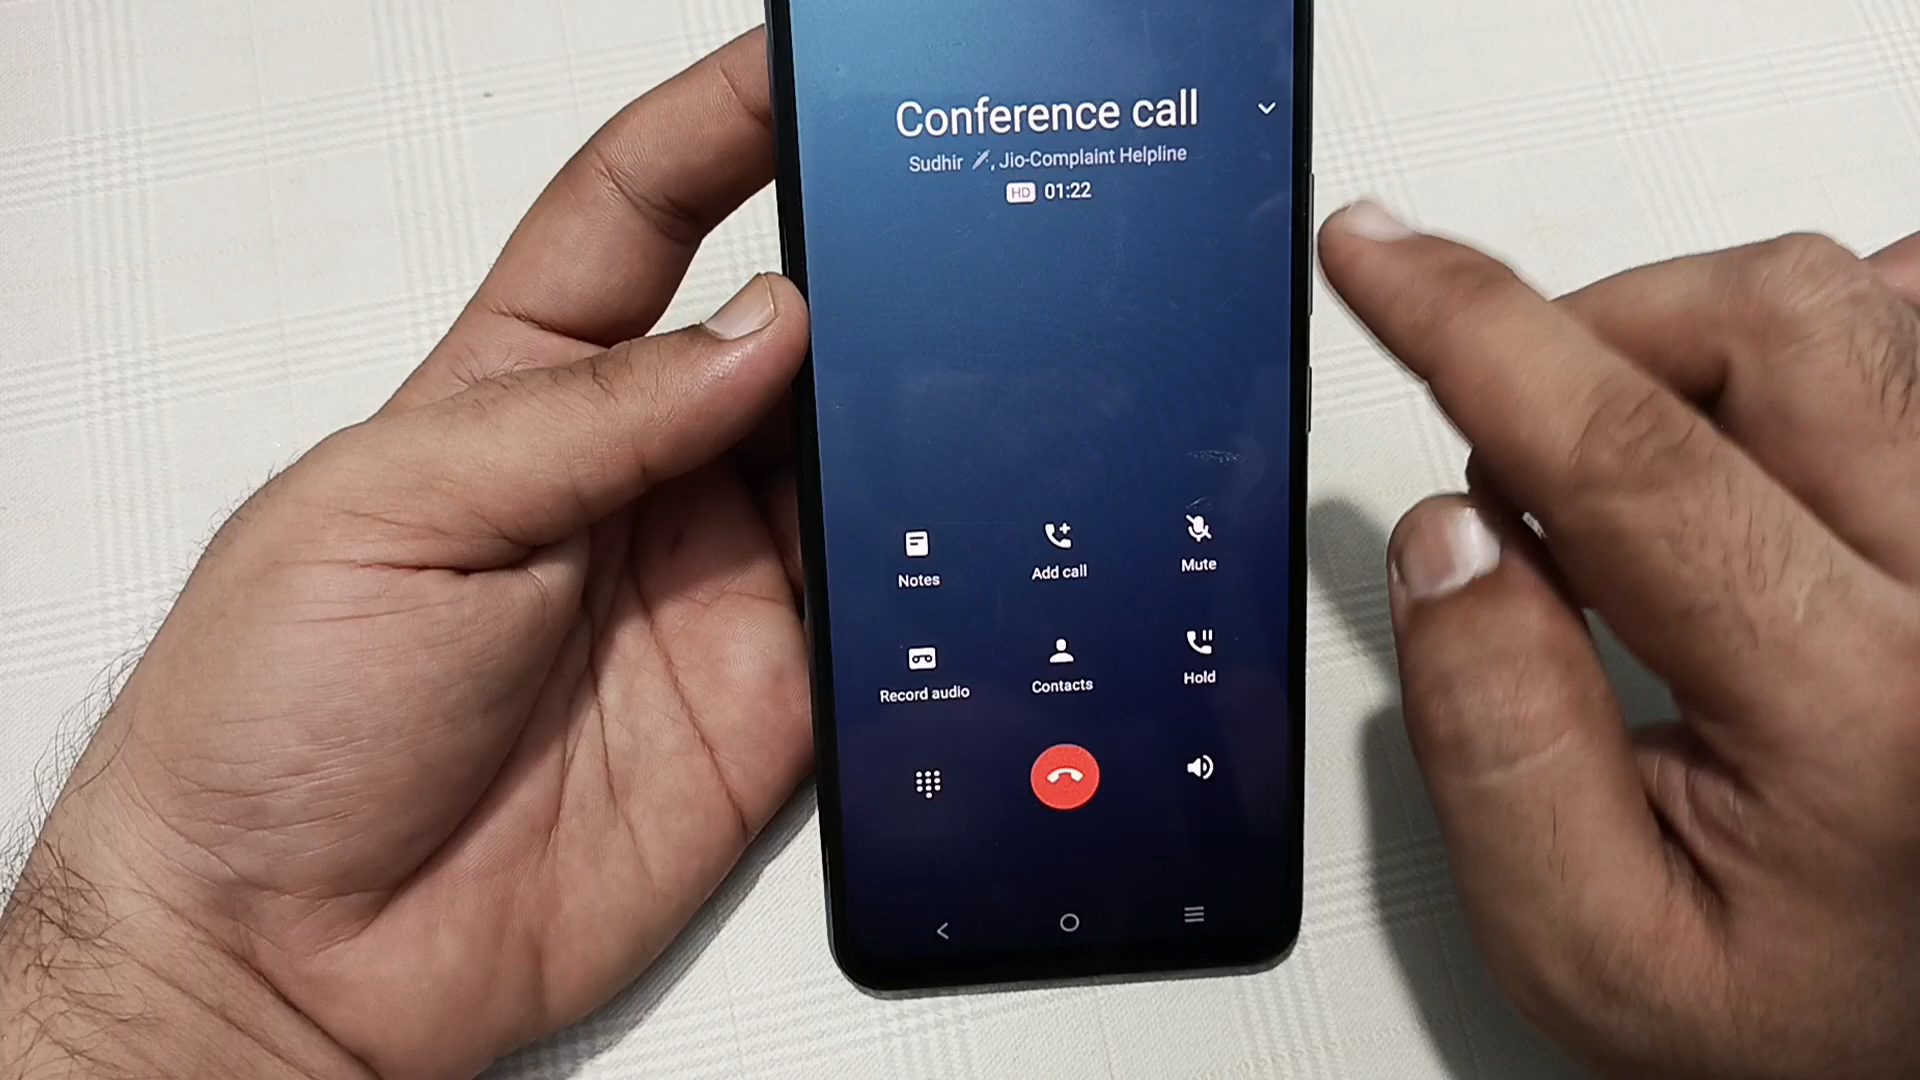 Conference call
Sudhir , Jio-Complaint Helpline
HD 01:22
Notes
Add call
Mute
Record audio
Contacts
Hold